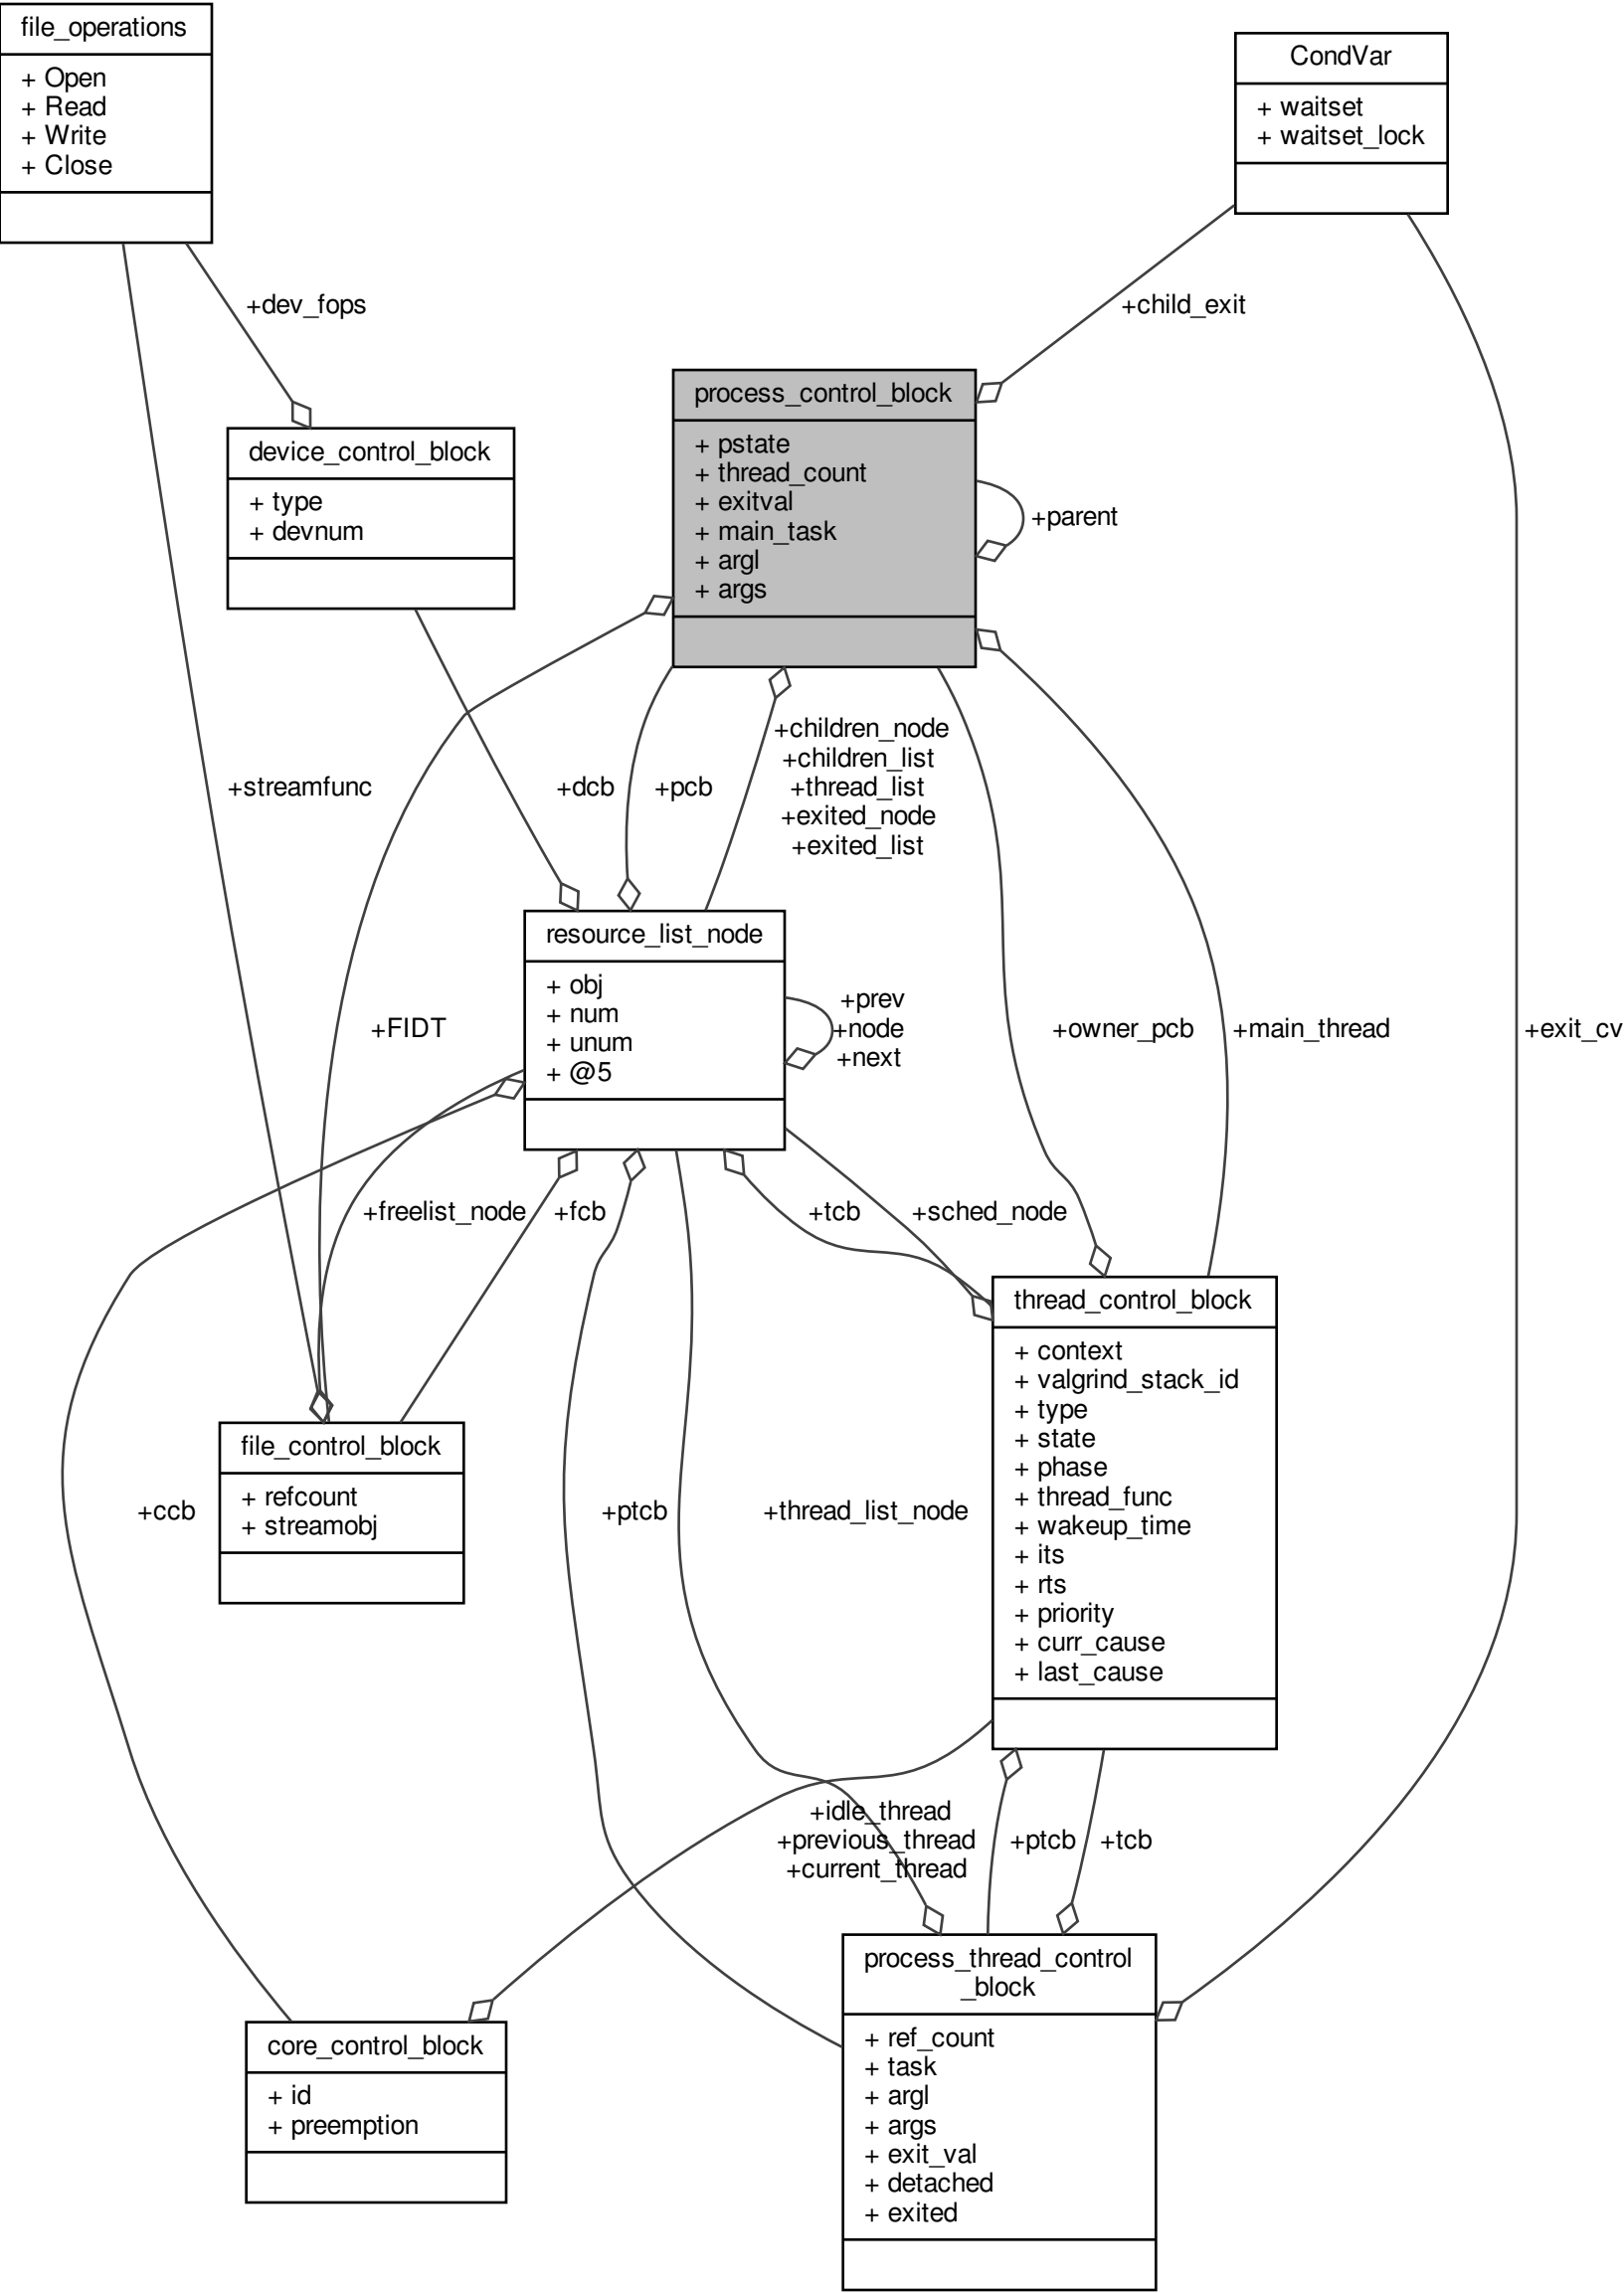 file_operations
+ Open
+ Read
+ Write
+ Close
CondVar
+ waitset
+ waitset_lock
+dev_fops
+child_exit
process_control_block
+ pstate
+ thread_count
+ exitval
+ main_task
+ argl
+ args
+parent
device_control_block
+ type
+ devnum
+streamfunc
+dcb
+pcb
+children_node
+children_list
+thread_list
+exited_node
+exited_list
resource_list_node
+ obj
+ num
+ unum
+ @5
+prev
+node
+next
+FIDT
+owner_pcb
+main_thread
+exit_cv
+freelist_node
+fcb
+tcb
+sched_node
thread_control_block
+ context
+ valgrind_stack_id
+ type
+ state
+ phase
+ thread_func
+ wakeup_time
+ its
+ rts
+ priority
+ curr_cause
+ last_cause
file_control_block
+ refcount
+ streamobj
+ccb
+ptcb
+thread_list_node
+idle_thread
+previous_thread
+current_thread
+ptcb
+tcb
process_thread_control
_block
+ ref_count
+ task
+ argl
+ args
+ exit_val
+ detached
+ exited
core_control_block
+ id
+ preemption